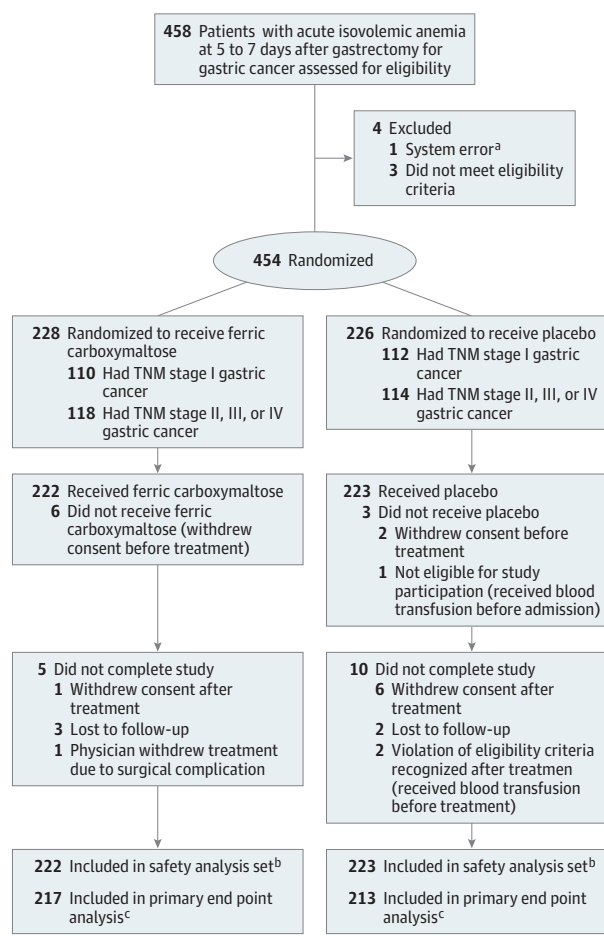 458 Patients with acute isovolemic anemia
at 5 to 7 days after gastrectomy for
gastric cancer assessed for eligibility
4 Excluded
1 System errorᵃ
3 Did not meet eligibility
criteria
454 Randomized
228 Randomized to receive ferric
carboxymaltose
110 Had TNM stage I gastric
cancer
118 Had TNM stage II, III, or IV
gastric cancer
226 Randomized to receive placebo
112 Had TNM stage I gastric
cancer
114 Had TNM stage II, III, or IV
gastric cancer
222 Received ferric carboxymaltose
6 Did not receive ferric
carboxymaltose (withdrew
consent before treatment)
223 Received placebo
3 Did not receive placebo
2 Withdrew consent before
treatment
1 Not eligible for study
participation (received blood
transfusion before admission)
5 Did not complete study
1 Withdrew consent after
treatment
3 Lost to follow-up
1 Physician withdrew treatment
due to surgical complication
10 Did not complete study
6 Withdrew consent after
treatment
2 Lost to follow-up
2 Violation of eligibility criteria
recognized after treatmen
(received blood transfusion
before treatment)
222 Included in safety analysis setᵇ
217 Included in primary end point
analysisᶜ
223 Included in safety analysis setᵇ
213 Included in primary end point
analysisᶜ